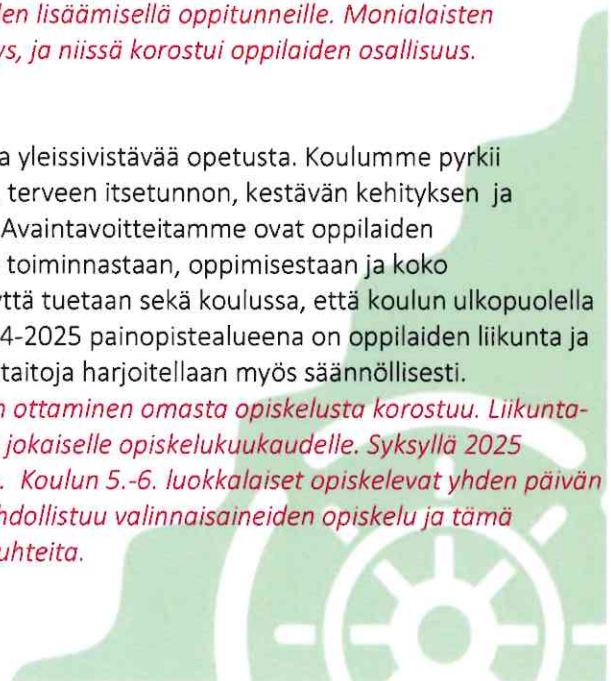 len lisäämisellä oppitunneille. Monialaisten
ys, ja niissä korostui oppilaiden osallisuus.
a yleissivistävää opetusta. Koulumme pyrkii
terveen itsetunnon, kestävän kehityksen ja
Avaintavoitteitamme ovat oppilaiden
toiminnastaan, oppimisestaan ja koko
yttä tuetaan sekä koulussa, että koulun ulkopuolella
4-2025 painopistealueena on oppilaiden liikunta ja
taitoja harjoitellaan myös säännöllisesti.
n ottaminen omasta opiskelusta korostuu. Liikunta-
jokaiselle opiskelukuukaudelle. Syksyllä 2025
. Koulun 5.-6. luokkalaiset opiskelevat yhden päivän
hdollistuu valinnaisaineiden opiskelu ja tämä
uhteita.